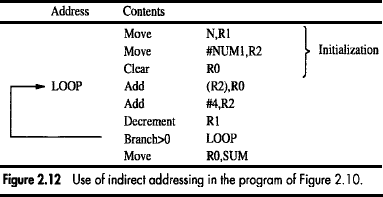 Address Contents
Move N,R1
Move #NUM1,R2
Clear R0
Initialization
LOOP Add (R2),R0
Add #4,R2
Decrement R1
Branch>0 LOOP
Move R0,SUM
Figure 2.12 Use of indirect addressing in the program of Figure 2.10.